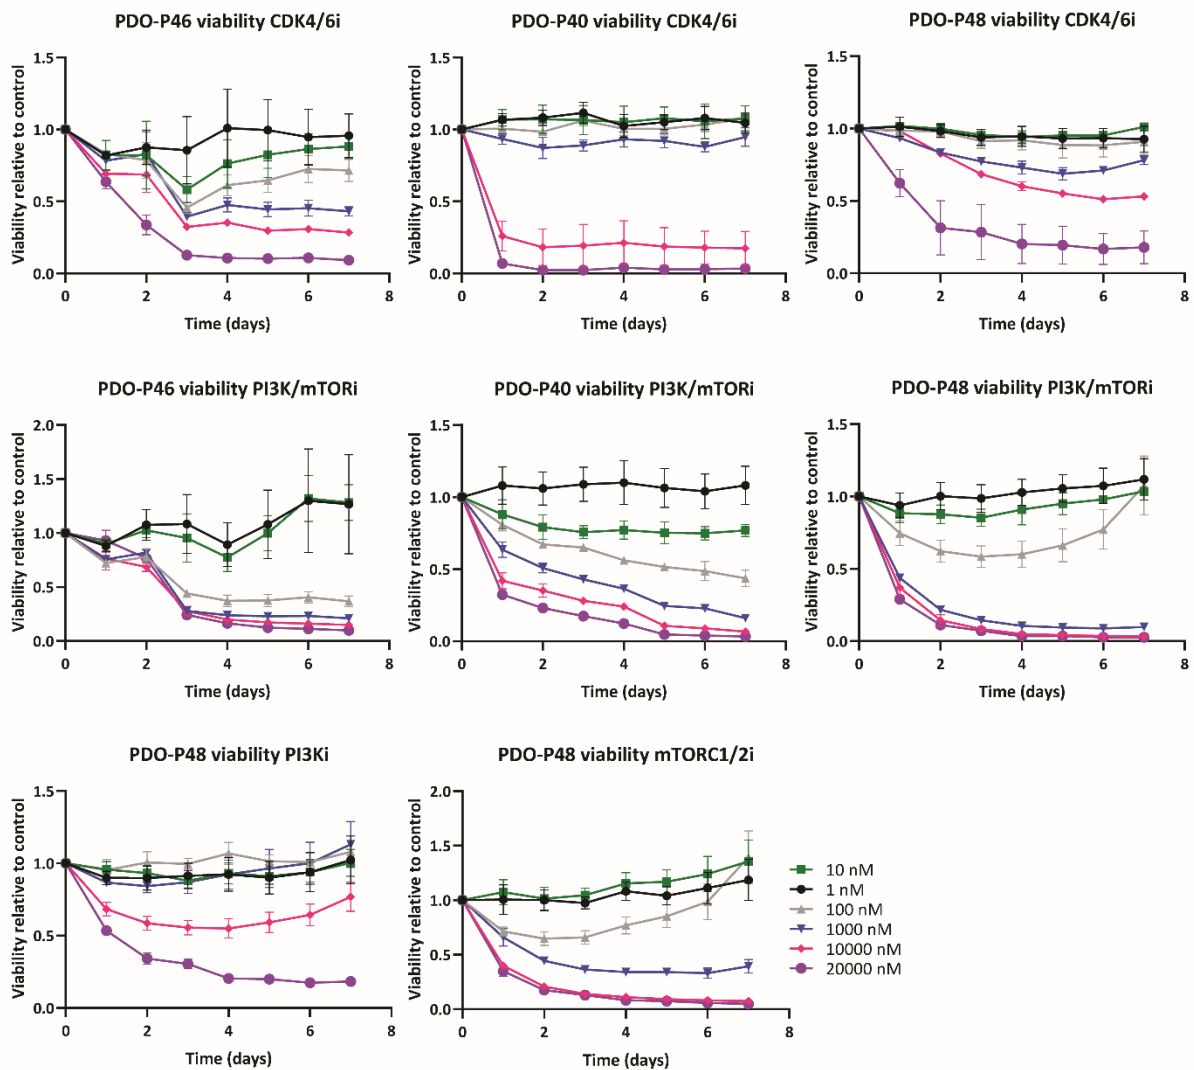 PDO-P46 viability CDK4/6i
PDO-P40 viability CDK4/6i
PDO-P48 viability CDK4/6i
Viability relative to control
1.5
1.0
0.5
0.0
0 2 4 6 8
Time (days)
Viability relative to control
1.5
1.0
0.5
0.0
0 2 4 6 8
Time (days)
Viability relative to control
1.5
1.0
0.5
0.0
0 2 4 6 8
Time (days)
PDO-P46 viability PI3K/mTORi
PDO-P40 viability PI3K/mTORi
PDO-P48 viability PI3K/mTORi
Viability relative to control
2.0
1.5
1.0
0.5
0.0
0 2 4 6 8
Time (days)
Viability relative to control
1.5
1.0
0.5
0.0
0 2 4 6 8
Time (days)
Viability relative to control
1.5
1.0
0.5
0.0
0 2 4 6 8
Time (days)
PDO-P48 viability PI3Ki
PDO-P48 viability mTORC1/2i
Viability relative to control
1.5
1.0
0.5
0.0
0 2 4 6 8
Time (days)
Viability relative to control
2.0
1.5
1.0
0.5
0.0
0 2 4 6 8
Time (days)
10 nM
1 nM
100 nM
1000 nM
10000 nM
20000 nM